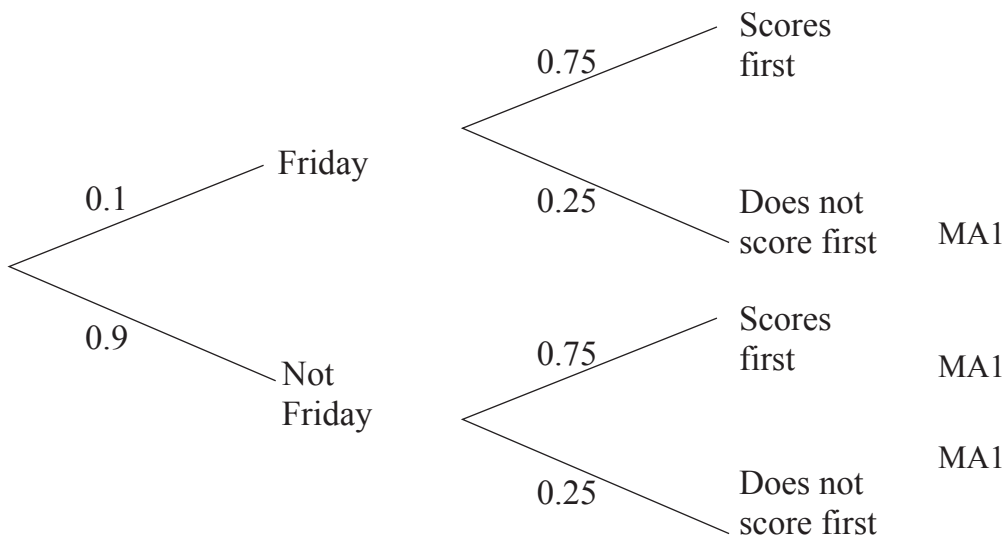 Scores
first
0.75
Friday
0.1
0.25
Does not
score first
MA1
0.9
Scores
first
0.75
MA1
Not
Friday
MA1
0.25
Does not
score first